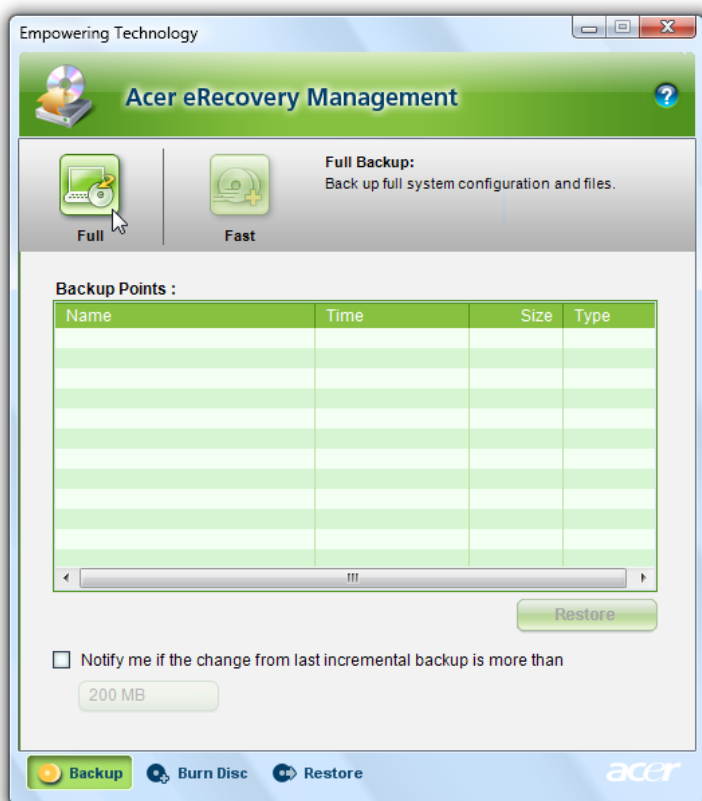 Empowering Technology
Acer eRecovery Management
Full Backup:
Back up full system configuration and files.
Full
Fast
Backup Points :
Name Time Size Type
Restore
Notify me if the change from last incremental backup is more than
200 MB
Backup Burn Disc Restore acer